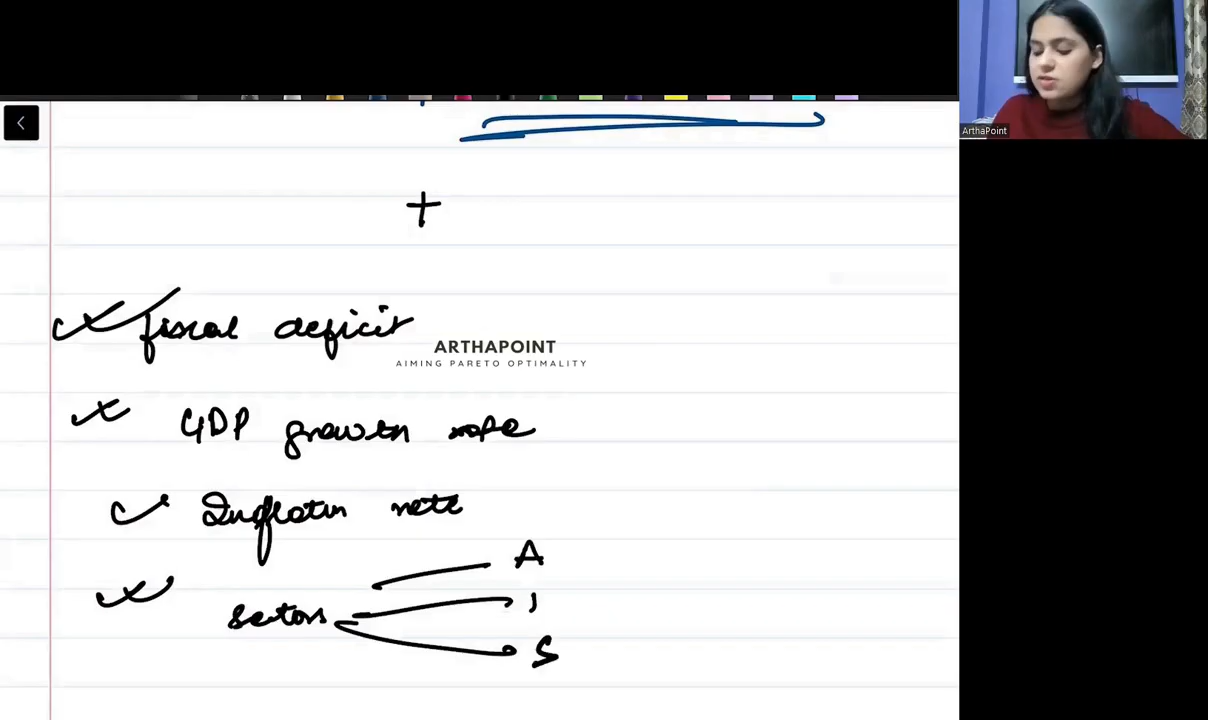 ArthaPoint
+
fiscal deficit
ARTHAPOINT
AIMING PARETO OPTIMALITY
GDP growth rate
Inflation rate
A
I
Sectors
S